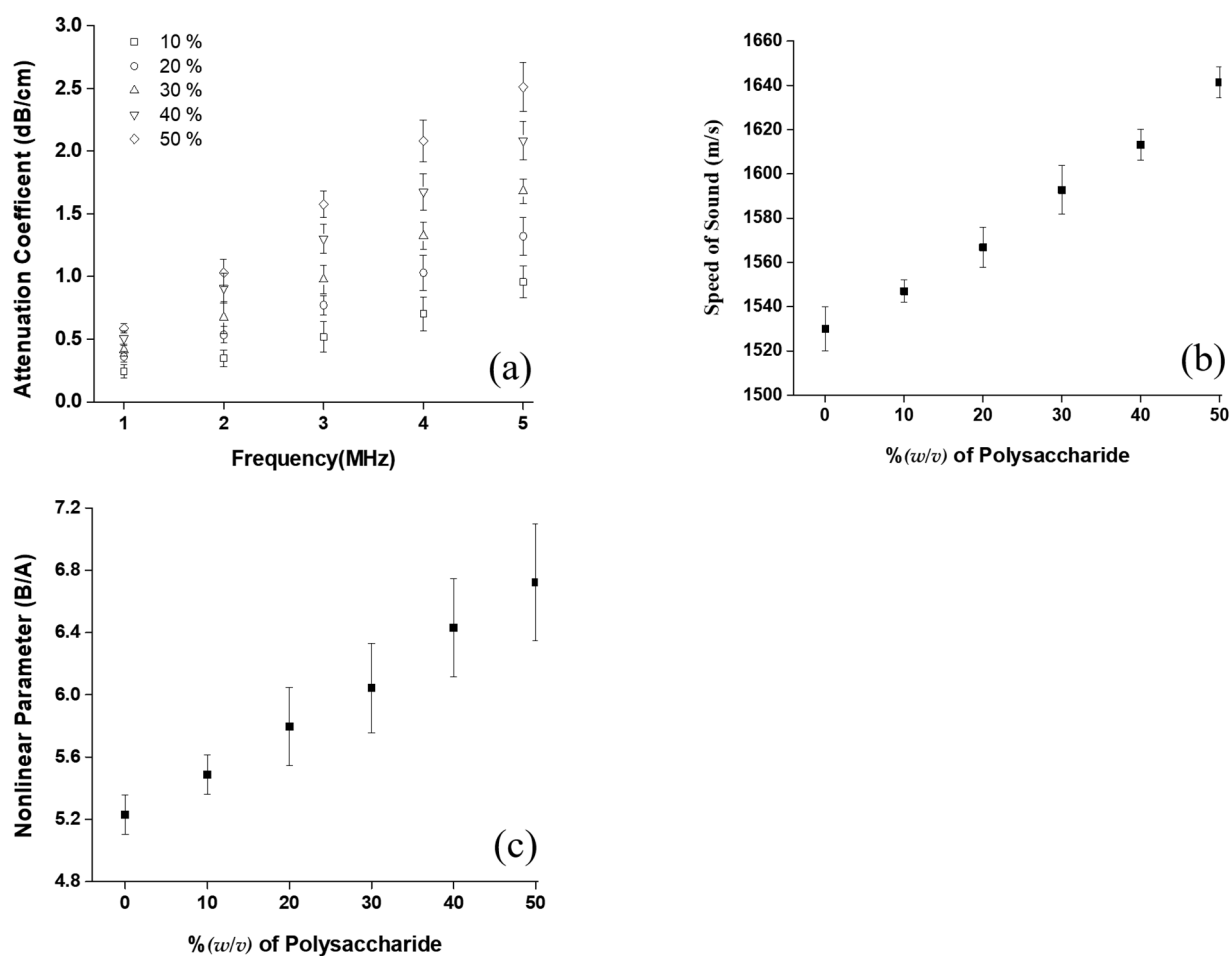 3.0
2.5
2.0
1.5
1.0
0.5
0.0
Attenuation Coefficent (dB/cm)
10 %
20 %
30 %
40 %
50 %
(a)
1 2 3 4 5
Frequency(MHz)
1660
1640
1620
1600
1580
1560
1540
1520
1500
Speed of Sound (m/s)
(b)
0 10 20 30 40 50
%(w/v) of Polysaccharide
7.2
6.8
6.4
6.0
5.6
5.2
4.8
Nonlinear Parameter (B/A)
(c)
0 10 20 30 40 50
%(w/v) of Polysaccharide